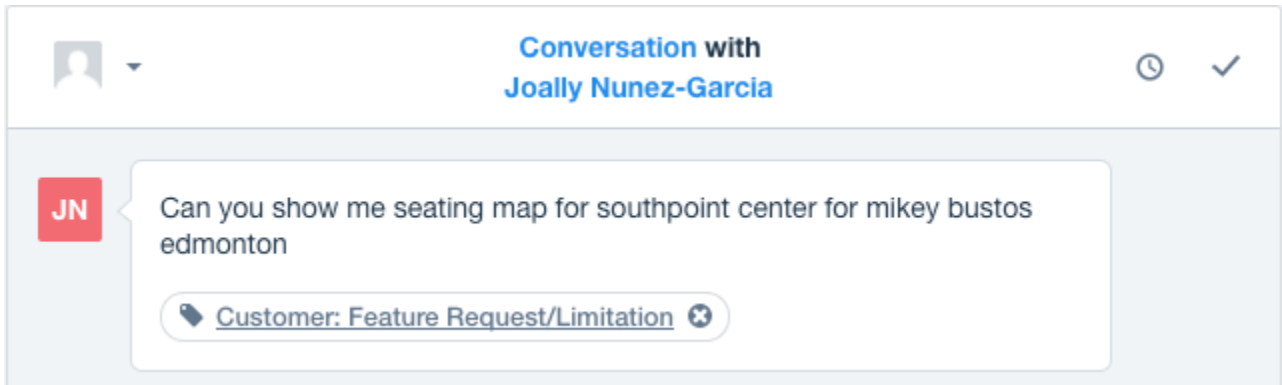 Conversation with
Joally Nunez-Garcia
JN
Can you show me seating map for southpoint center for mikey bustos
edmonton
Customer: Feature Request/Limitation